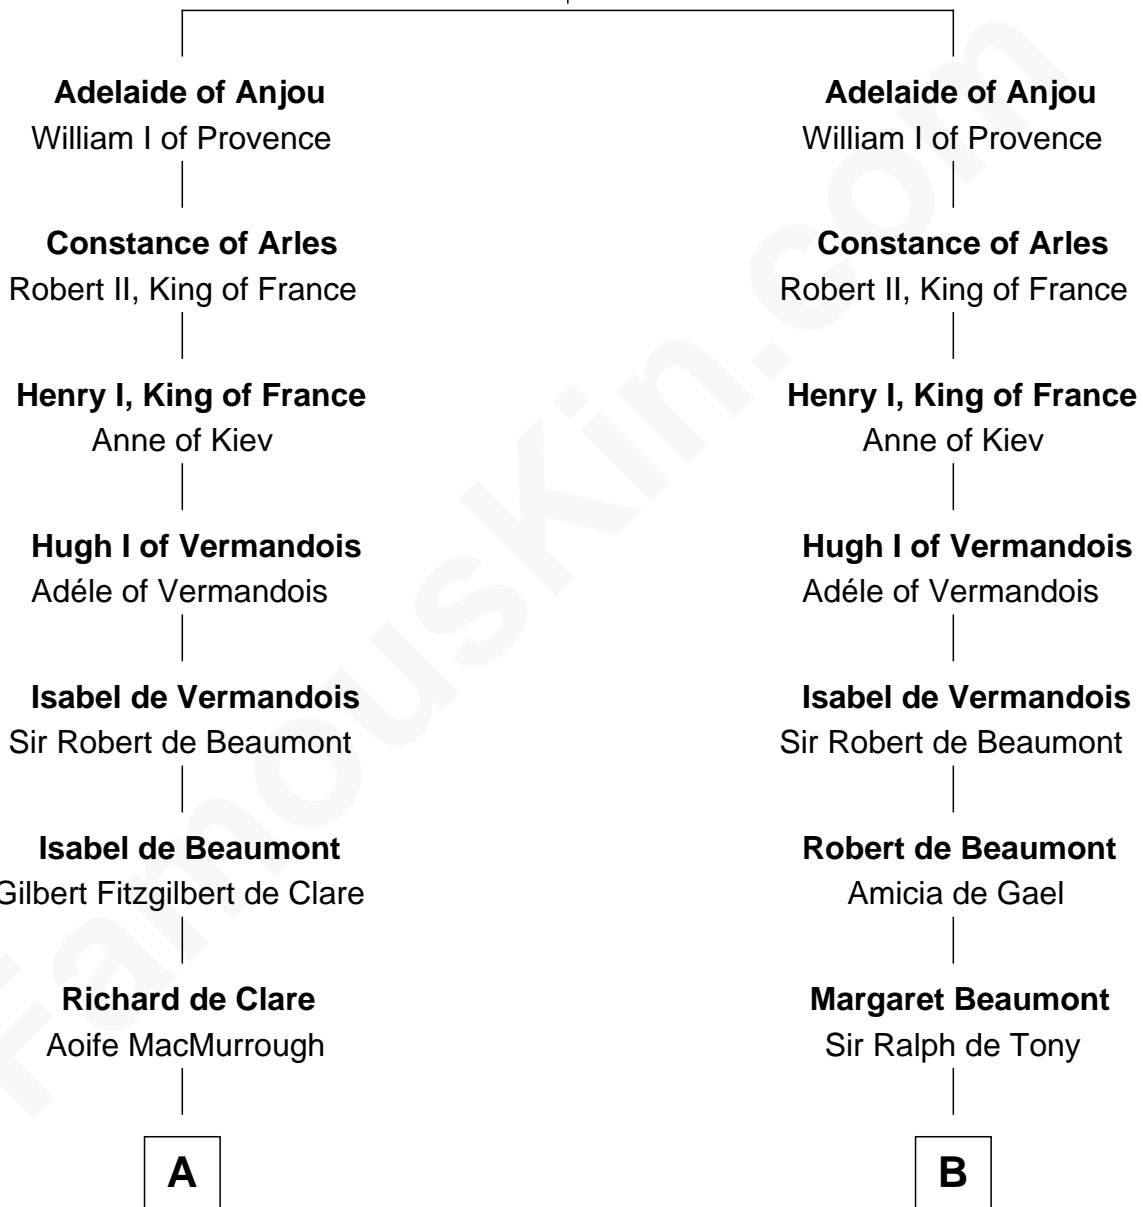 Adelaide of Anjou
William I of Provence
Constance of Arles
Robert II, King of France
Henry I, King of France
Anne of Kiev
Hugh I of Vermandois
Adéle of Vermandois
Isabel de Vermandois
Sir Robert de Beaumont
Isabel de Beaumont
Gilbert Fitzgilbert de Clare
Richard de Clare
Aoife MacMurrough
A
Adelaide of Anjou
William I of Provence
Constance of Arles
Robert II, King of France
Henry I, King of France
Anne of Kiev
Hugh I of Vermandois
Adéle of Vermandois
Isabel de Vermandois
Sir Robert de Beaumont
Robert de Beaumont
Amicia de Gael
Margaret Beaumont
Sir Ralph de Tony
B
FamousKin.com